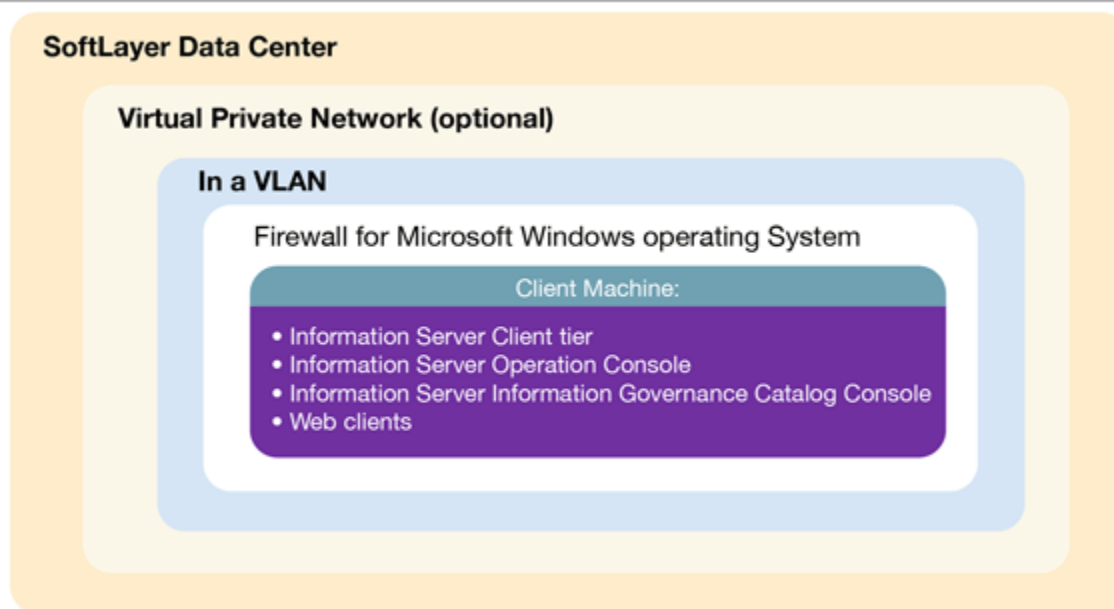 SoftLayer Data Center
Virtual Private Network (optional)
In a VLAN
Firewall for Microsoft Windows operating System
Client Machine:
• Information Server Client tier
• Information Server Operation Console
• Information Server Information Governance Catalog Console
• Web clients